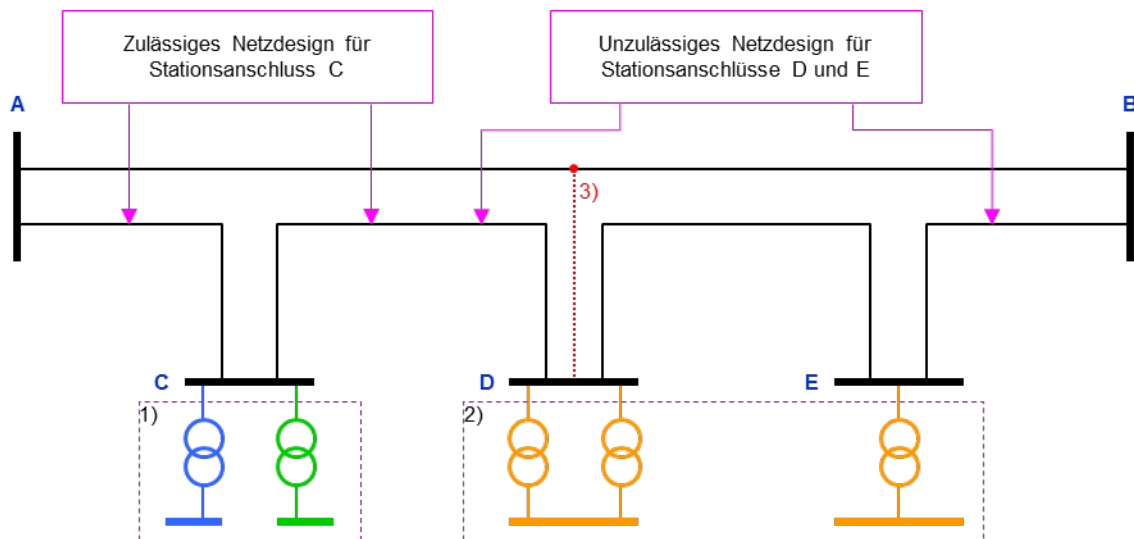 Zulässiges Netzdesign für
Stationsanschluss C
Unzulässiges Netzdesign für
Stationsanschlüsse D und E
A
B
3)
C
D
E
1)
2)